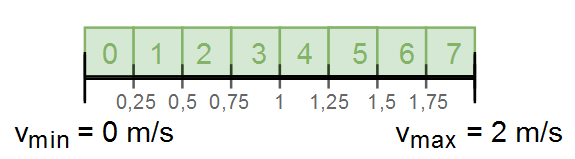 0 1 2 3 4 5 6 7
0,25 0,5 0,75 1 1,25 1,5 1,75
vmin = 0 m/s vmax = 2 m/s